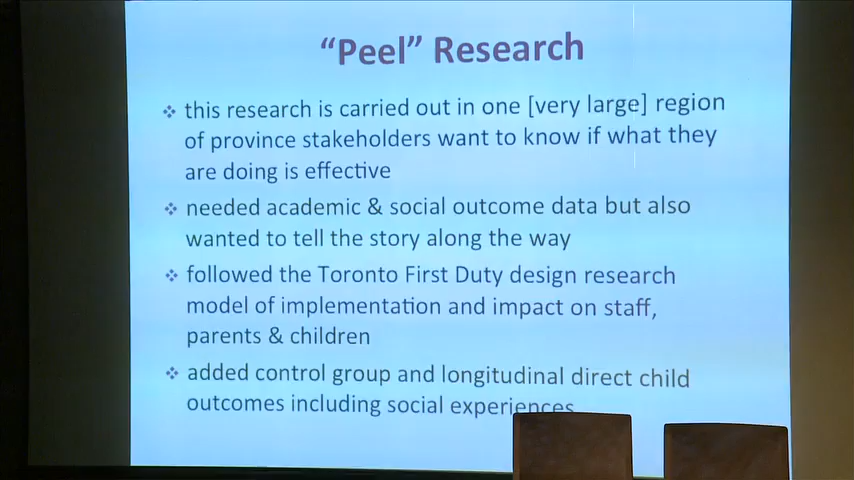 “Peel” Research
❖ this research is carried out in one [very large] region
of province stakeholders want to know if what they
are doing is effective
❖ needed academic & social outcome data but also
wanted to tell the story along the way
❖ followed the Toronto First Duty design research
model of implementation and impact on staff,
parents & children
❖ added control group and longitudinal direct child
outcomes including social experiences